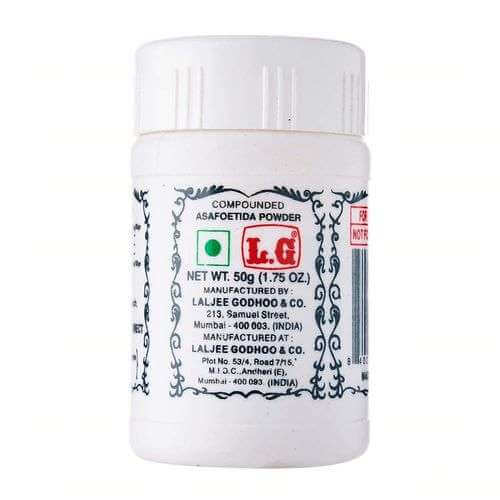 COMPOUNDED
ASAFOETIDA POWDER
L.G®
NET WT. 50g (1.75 OZ.)
MANUFACTURED BY :
LALJEE GODHOO & CO.
213, Samuel Street,
Mumbai - 400 003. (INDIA)
MANUFACTURED AT :
LALJEE GODHOO & CO.
Plot No. 53/4, Road 7/15,
M.I.D.C., Andheri (E),
Mumbai - 400 093. (INDIA)
FOR
NOT